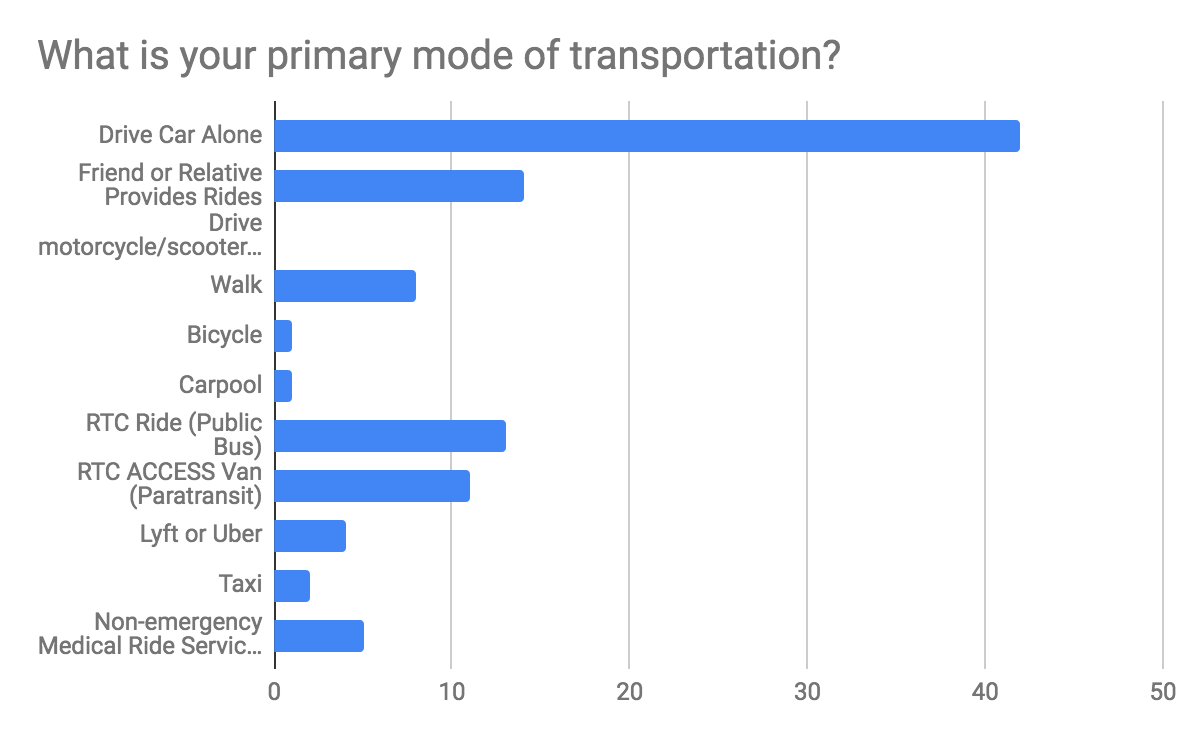 What is your primary mode of transportation?
Drive Car Alone
Friend or Relative
Provides Rides
Drive
motorcycle/scooter...
Walk
Bicycle
Carpool
RTC Ride (Public
Bus)
RTC ACCESS Van
(Paratransit)
Lyft or Uber
Taxi
Non-emergency
Medical Ride Servic...
0 10 20 30 40 50